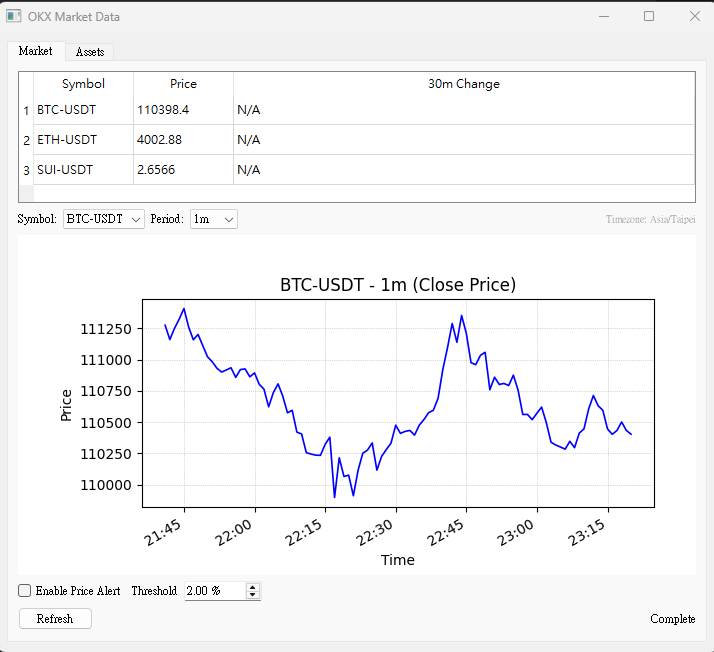 OKX Market Data
Market Assets
Symbol Price 30m Change
1 BTC-USDT 110398.4 N/A
2 ETH-USDT 4002.88 N/A
3 SUI-USDT 2.6566 N/A
Symbol: BTC-USDT Period: 1m Timezone: Asia/Taipei
BTC-USDT - 1m (Close Price)
111250
111000
110750
110500
110250
110000
Price
21:45 22:00 22:15 22:30 22:45 23:00 23:15
Time
Enable Price Alert Threshold 2.00 %
Refresh Complete